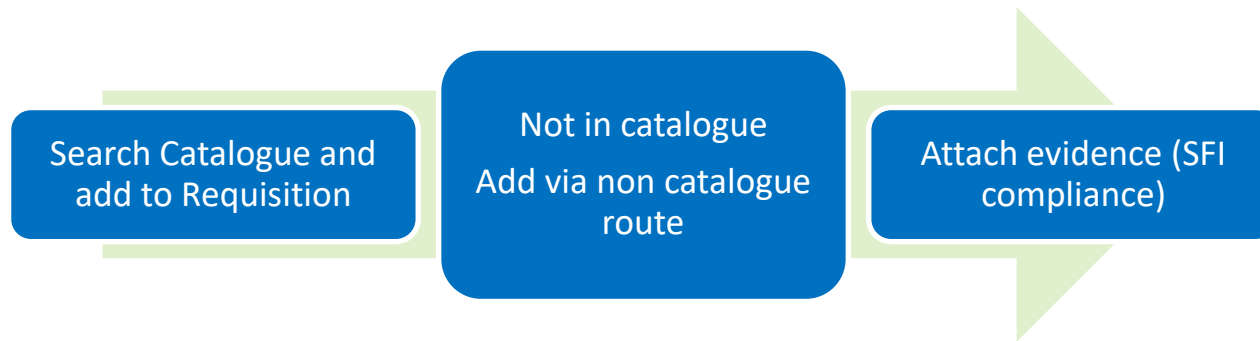 Search Catalogue and
add to Requisition
Not in catalogue
Add via non catalogue
route
Attach evidence (SFI
compliance)